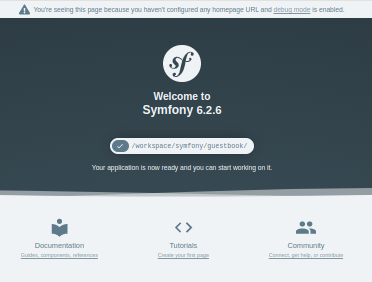 You're seeing this page because you haven't configured any homepage URL and debug mode is enabled.
sf
Welcome to
Symfony 6.2.6
/workspace/symfony/guestbook/
Your application is now ready and you can start working on it.
Documentation
Tutorials
Community
Guides, components, references
Create your first page
Connect, get help, or contribute